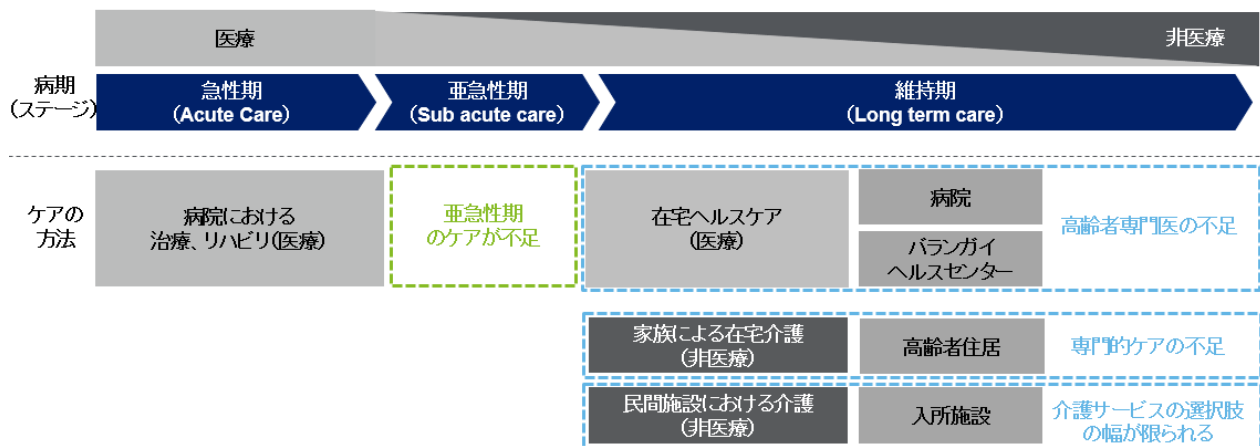 医療
非医療
病期
(ステージ)
急性期
(Acute Care)
亜急性期
(Sub acute care)
維持期
(Long term care)
ケアの
方法
病院における
治療、リハビリ(医療)
亜急性期
のケアが不足
在宅ヘルスケア
(医療)
病院
バランガイ
ヘルスセンター
高齢者専門医の不足
家族による在宅介護
(非医療)
高齢者住居
専門的ケアの不足
民間施設における介護
(非医療)
入所施設
介護サービスの選択肢
の幅が限られる